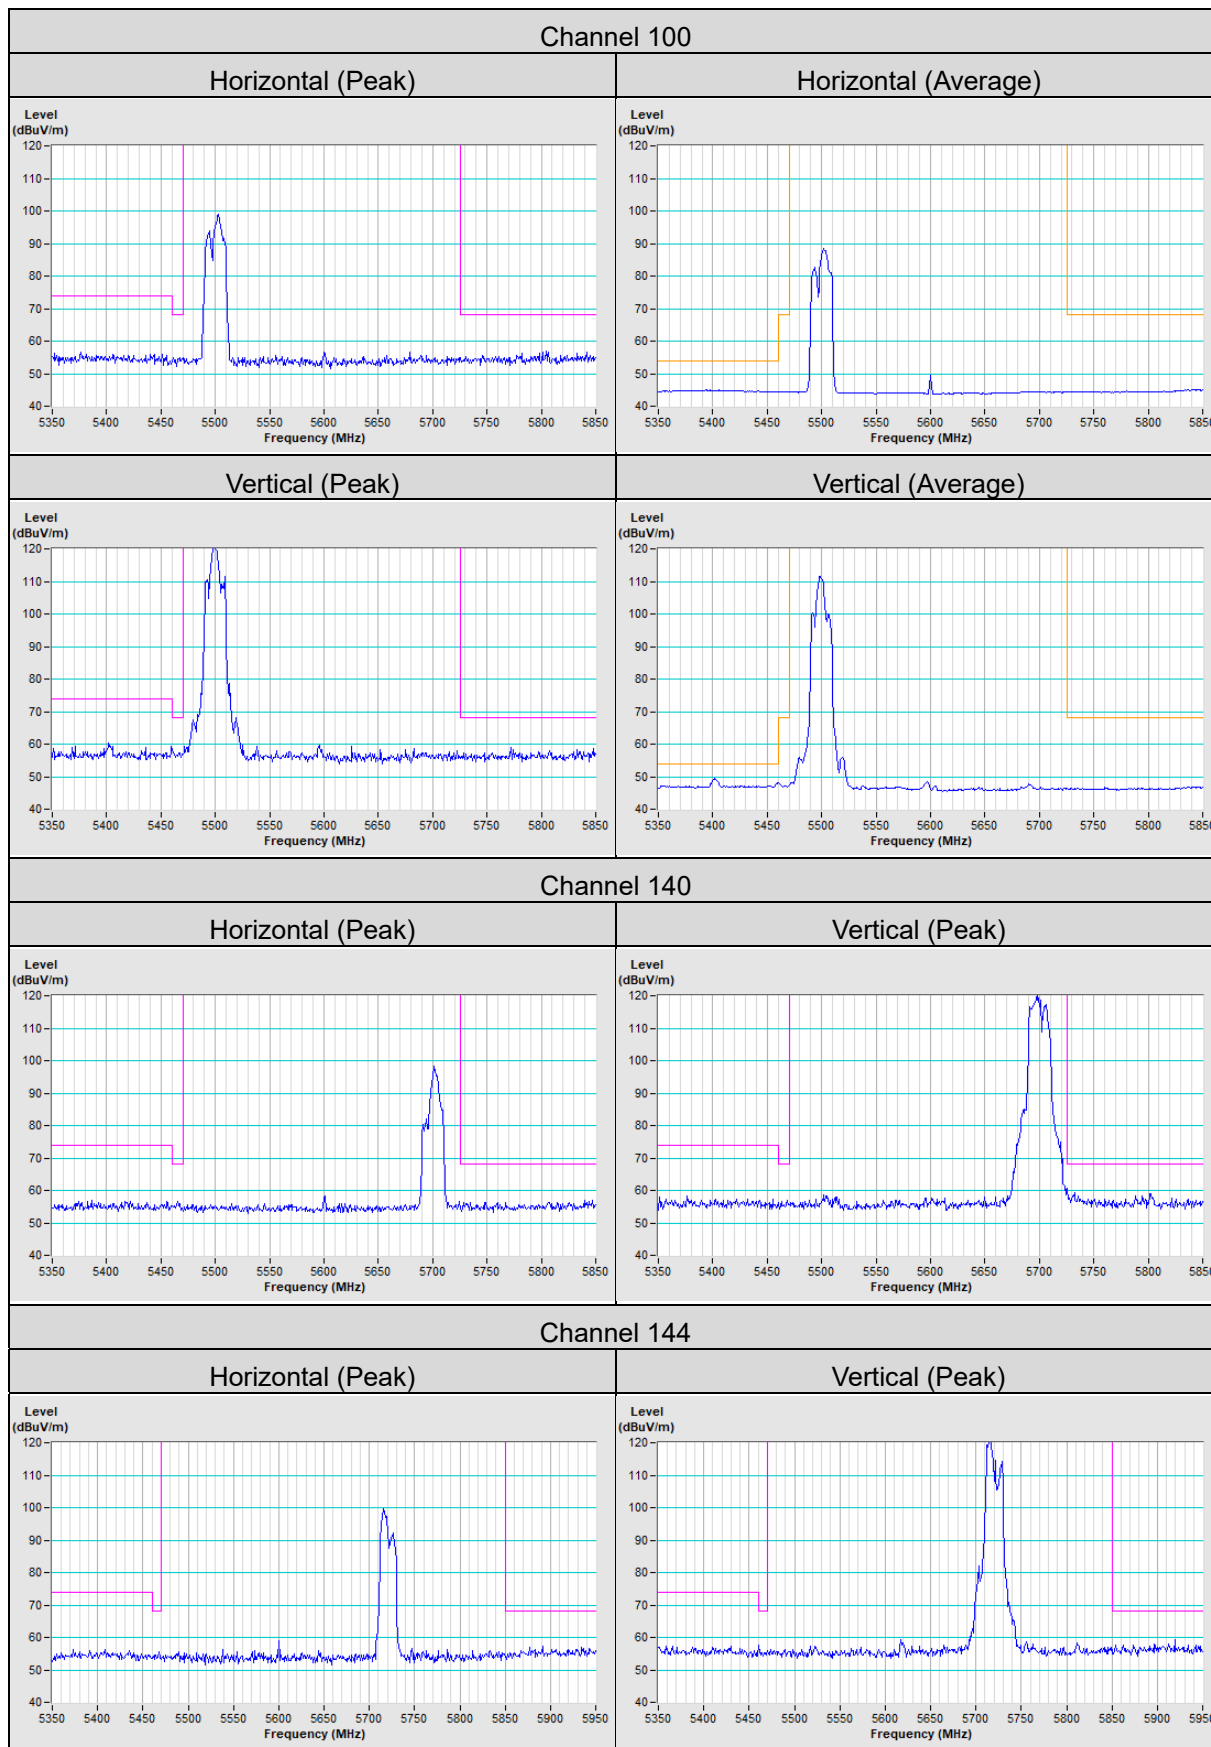 Channel 100
Horizontal (Peak)
Horizontal (Average)
Level
(dBuV/m)
120
110
100
90
80
70
60
50
40
5350 5400 5450 5500 5550 5600 5650 5700 5750 5800 5850
Frequency (MHz)
Level
(dBuV/m)
120
110
100
90
80
70
60
50
40
5350 5400 5450 5500 5550 5600 5650 5700 5750 5800 5850
Frequency (MHz)
Vertical (Peak)
Vertical (Average)
Level
(dBuV/m)
120
110
100
90
80
70
60
50
40
5350 5400 5450 5500 5550 5600 5650 5700 5750 5800 5850
Frequency (MHz)
Level
(dBuV/m)
120
110
100
90
80
70
60
50
40
5350 5400 5450 5500 5550 5600 5650 5700 5750 5800 5850
Frequency (MHz)
Channel 140
Horizontal (Peak)
Vertical (Peak)
Level
(dBuV/m)
120
110
100
90
80
70
60
50
40
5350 5400 5450 5500 5550 5600 5650 5700 5750 5800 5850
Frequency (MHz)
Level
(dBuV/m)
120
110
100
90
80
70
60
50
40
5350 5400 5450 5500 5550 5600 5650 5700 5750 5800 5850
Frequency (MHz)
Channel 144
Horizontal (Peak)
Vertical (Peak)
Level
(dBuV/m)
120
110
100
90
80
70
60
50
40
5350 5400 5450 5500 5550 5600 5650 5700 5750 5800 5850 5900 5950
Frequency (MHz)
Level
(dBuV/m)
120
110
100
90
80
70
60
50
40
5350 5400 5450 5500 5550 5600 5650 5700 5750 5800 5850 5900 5950
Frequency (MHz)